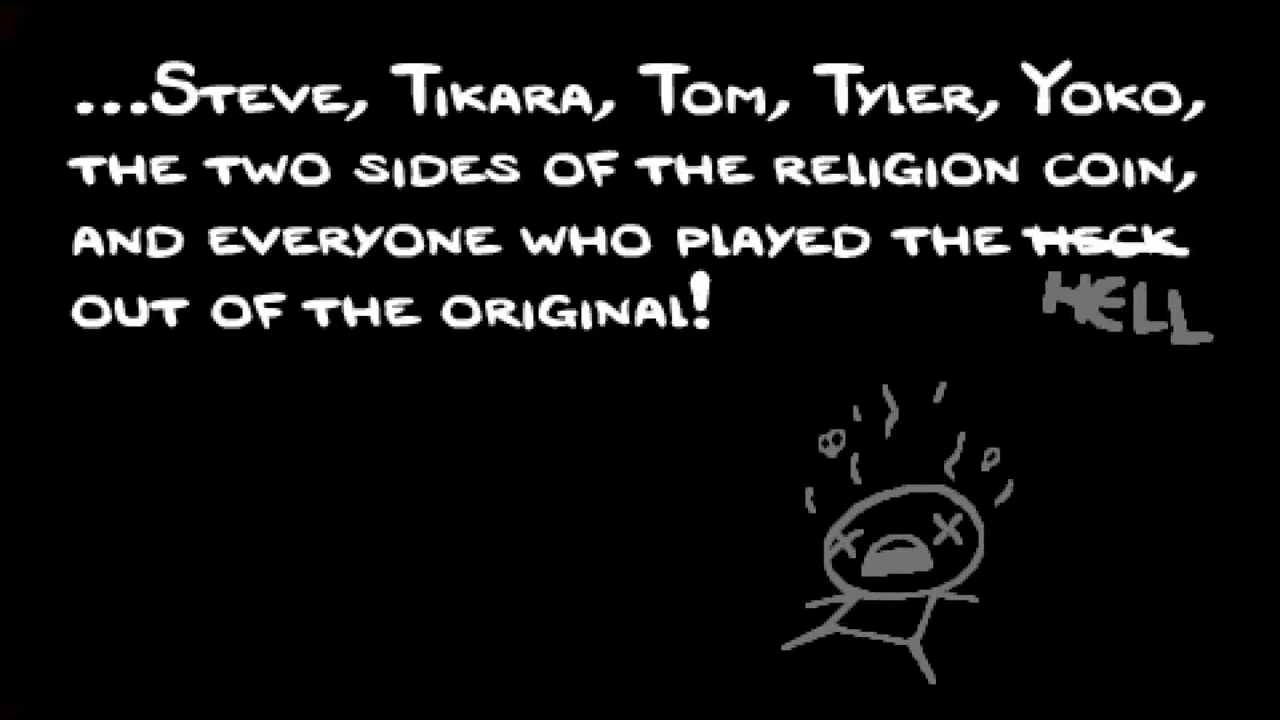 ...Steve, Tikara, Tom, Tyler, Yoko,
the two sides of the religion coin,
and everyone who played the heck
out of the original!
HELL